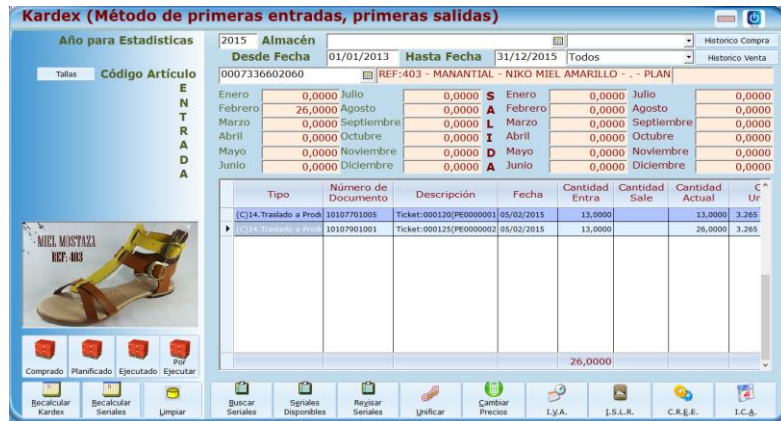 Kardex (Método de primeras entradas, primeras salidas)
Año para Estadisticas 2015 Almacén Historico Compra
Desde Fecha 01/01/2013 Hasta Fecha 31/12/2015 Todos Historico Venta
Tallas Código Artículo 0007336602060 REF:403 - MANANTIAL - NIKO MIEL AMARILLO - . - PLAN
ENTRADA
Enero 0,0000 Julio 0,0000
Febrero 26,0000 Agosto 0,0000
Marzo 0,0000 Septiembre 0,0000
Abril 0,0000 Octubre 0,0000
Mayo 0,0000 Noviembre 0,0000
Junio 0,0000 Diciembre 0,0000
SALIDA
Enero 0,0000 Julio 0,0000
Febrero 0,0000 Agosto 0,0000
Marzo 0,0000 Septiembre 0,0000
Abril 0,0000 Octubre 0,0000
Mayo 0,0000 Noviembre 0,0000
Junio 0,0000 Diciembre 0,0000
Tipo Número de Documento Descripción Fecha Cantidad Entra Cantidad Sale Cantidad Actual C Un
(C)14.Traslado a Prod 10107701005 Ticket:000120(PE0000001 05/02/2015 13,0000 13,0000 3.265
(C)14.Traslado a Prod 10107901001 Ticket:000125(PE0000002 05/02/2015 13,0000 26,0000 3.265
26,0000
MIEL MOSTAZA
REF: 403
Comprado Planificado Ejecutado Por Ejecutar
Recalcular Kardex
Recalcular Seriales
Limpiar
Buscar Seriales
Seriales Disponibles
Revisar Seriales
Unificar
Cambiar Precios
I.V.A.
I.S.L.R.
C.R.E.E.
I.C.A.